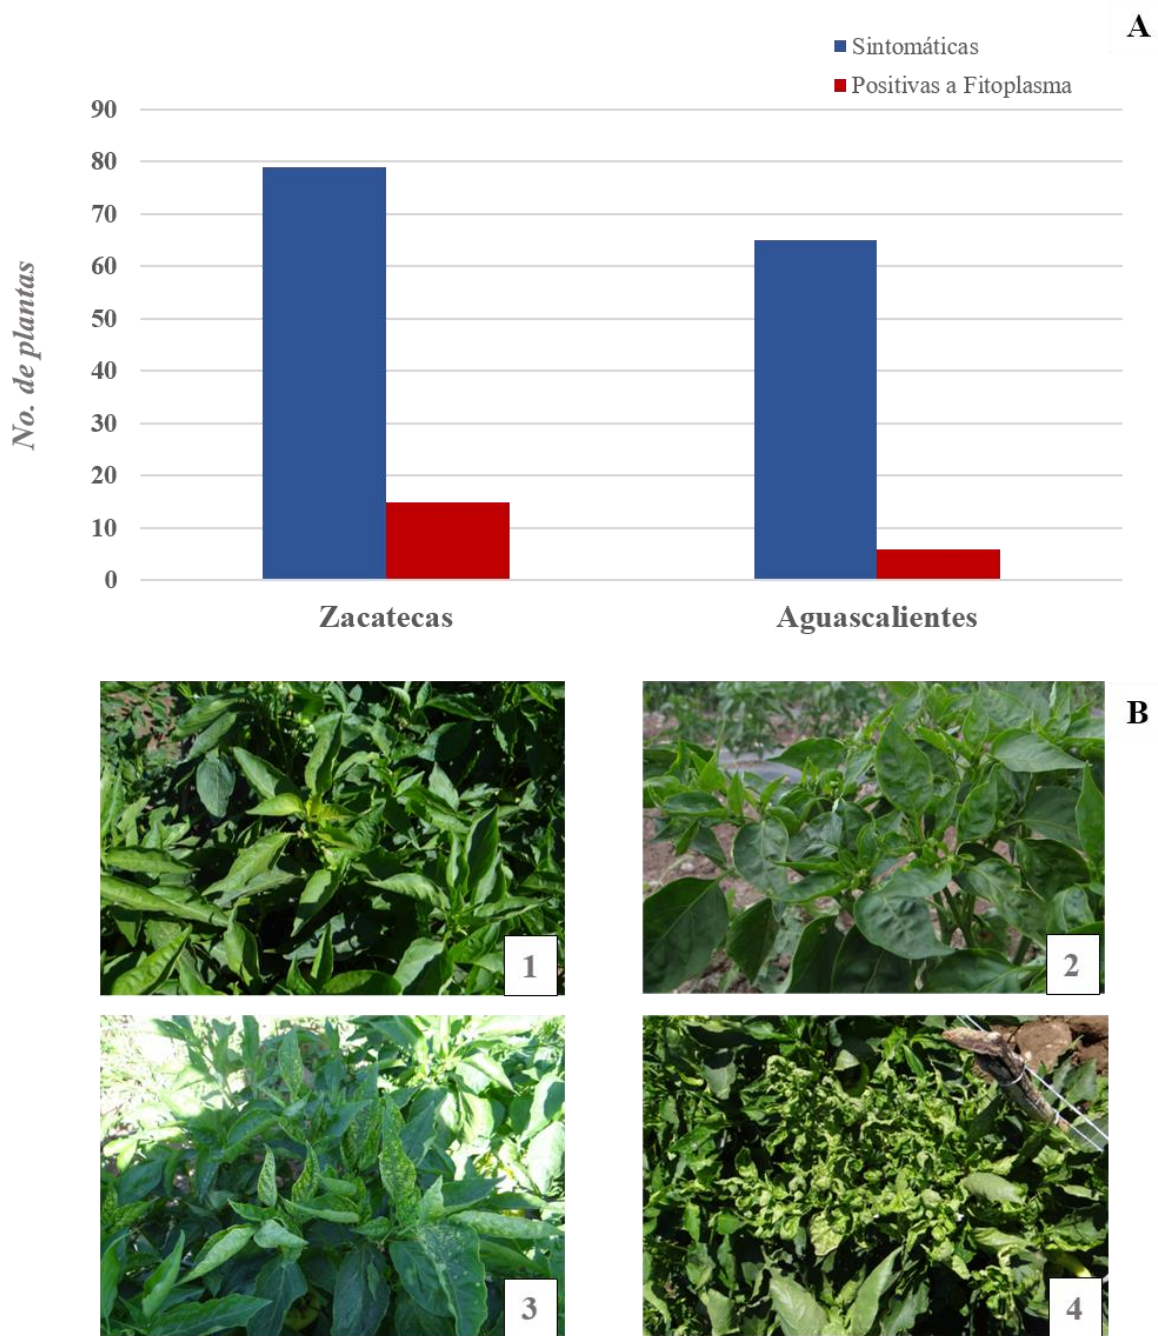 A
Sintomáticas
Positivas a Fitoplasma
90
80
70
60
50
40
30
20
10
0
No. de plantas
Zacatecas
Aguascalientes
B
1
2
3
4